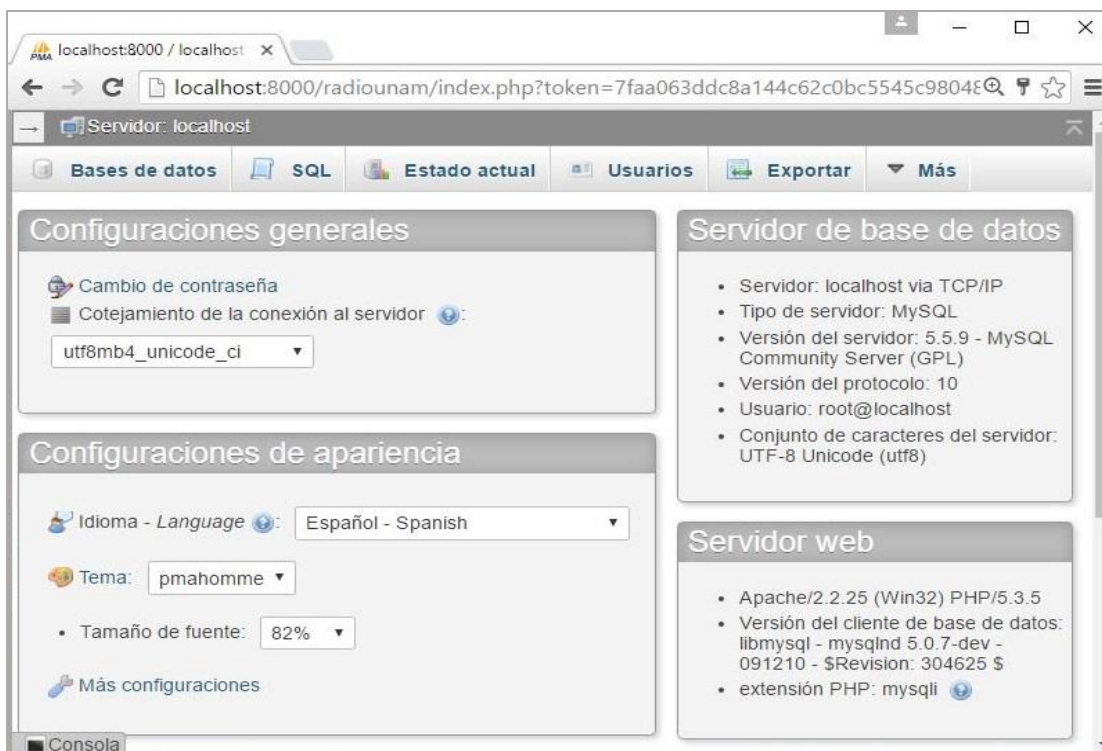 PMA localhost:8000 / localhost
localhost:8000/radiounam/index.php?token=7faa063ddc8a144c62c0bc5545c98048
Servidor: localhost
Bases de datos
SQL
Estado actual
Usuarios
Exportar
Más
Configuraciones generales
Cambio de contraseña
Cotejamiento de la conexión al servidor :
utf8mb4_unicode_ci
Configuraciones de apariencia
Idioma - Language :
Español - Spanish
Tema: pmahomme
• Tamaño de fuente: 82%
Más configuraciones
Consola
Servidor de base de datos
• Servidor: localhost via TCP/IP
• Tipo de servidor: MySQL
• Versión del servidor: 5.5.9 - MySQL
Community Server (GPL)
• Versión del protocolo: 10
• Usuario: root@localhost
• Conjunto de caracteres del servidor:
UTF-8 Unicode (utf8)
Servidor web
• Apache/2.2.25 (Win32) PHP/5.3.5
• Versión del cliente de base de datos:
libmysql - mysqlnd 5.0.7-dev -
091210 - $Revision: 304625 $
• extensión PHP: mysqli